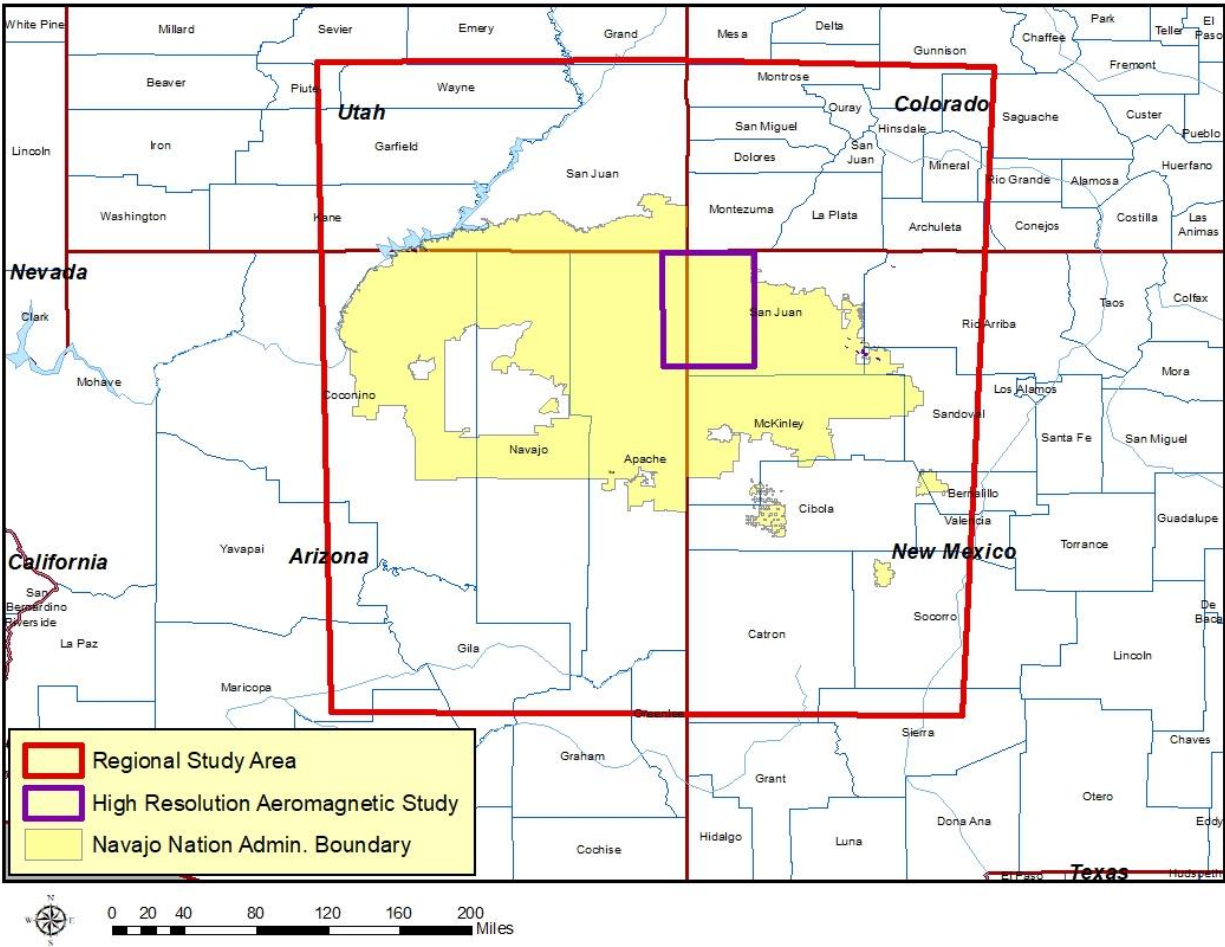 White Pine
Millard
Sevier
Emery
Grand
Mesa
Delta
Gunnison
Chaffee
Park
Teller
El
Paso
Fremont
Beaver
Piute
Wayne
Montrose
Utah
Ouray
Colorado
Saguache
Custer
Pueblo
Lincoln
Iron
Garfield
San Miguel
Hinsdale
San
Juan
Dolores
Mineral
Huerfano
San Juan
Rio Grande
Alamosa
Washington
Kane
Montezuma
La Plata
Archuleta
Conejos
Costilla
Las
Animas
Nevada
Clark
San Juan
Rio Arriba
Taos
Colfax
Mohave
Coconino
Mora
Los Alamos
Sandoval
McKinley
Santa Fe
San Miguel
Navajo
Apache
Cibola
Bernalillo
Valencia
Guadalupe
California
Yavapai
Arizona
New Mexico
Torrance
San
Bernardino
Riverside
De
Baca
La Paz
Gila
Catron
Socorro
Lincoln
Maricopa
Greenlee
Sierra
Chaves
Regional Study Area
High Resolution Aeromagnetic Study
Navajo Nation Admin. Boundary
Graham
Grant
Otero
Cochise
Hidalgo
Luna
Dona Ana
Eddy
El Paso
Texas
Hudspeth
N
W
E
S
0 20 40 80 120 160 200
Miles